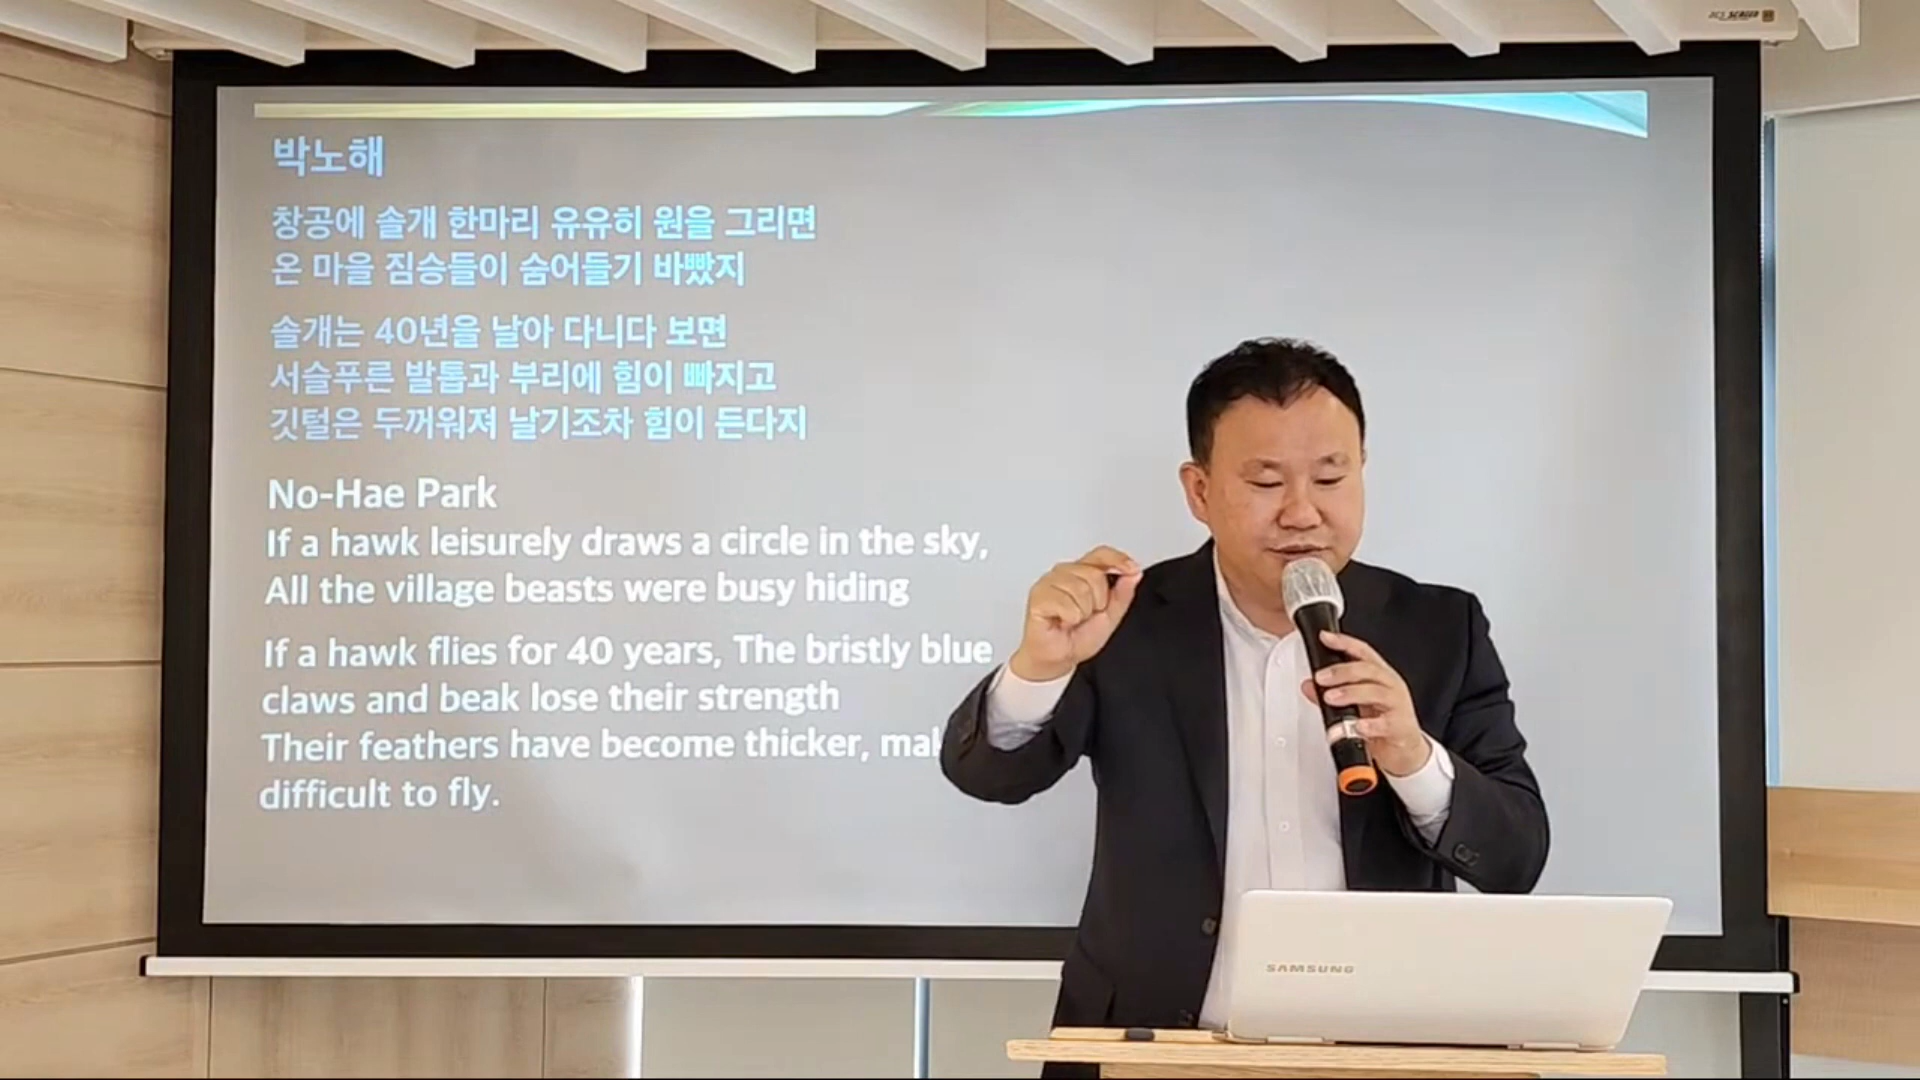 박노해
창공에 솔개 한마리 유유히 원을 그리면
온 마을 짐승들이 숨어들기 바빴지
솔개는 40년을 날아 다니다 보면
서슬푸른 발톱과 부리에 힘이 빠지고
깃털은 두꺼워져 날기조차 힘이 든다지
No-Hae Park
If a hawk leisurely draws a circle in the sky,
All the village beasts were busy hiding
If a hawk flies for 40 years, The bristly blue
claws and beak lose their strength
Their feathers have become thicker,
difficult to fly.
SAMSUNG